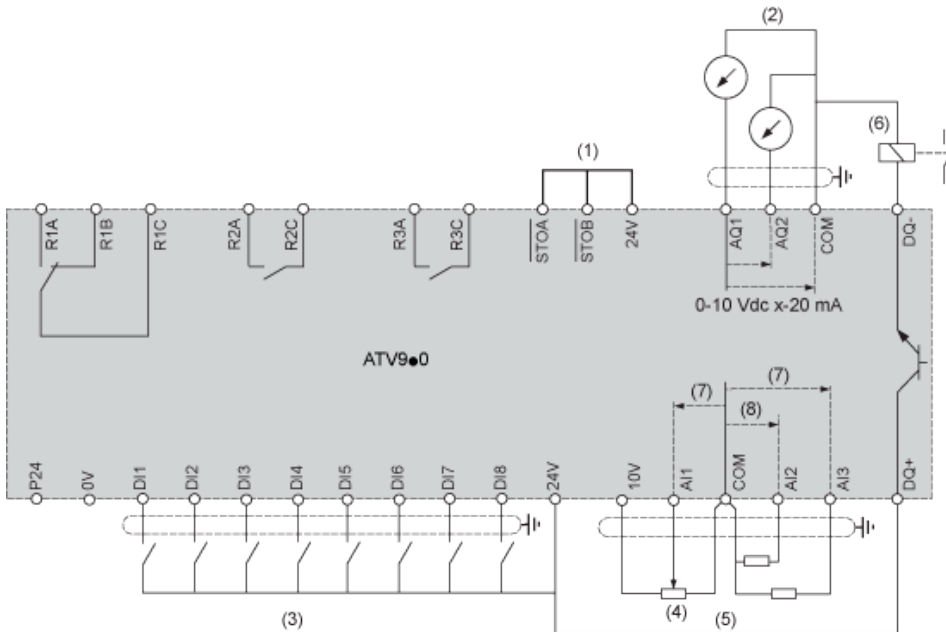 (2)
(6)
(1)
R1A
R1B
R1C
R2A
R2C
R3A
R3C
STOA
STOB
24V
AQ1
AQ2
COM
DQ-
0-10 Vdc x-20 mA
ATV9●0
(7)
(7)
(8)
P24
0V
DI1
DI2
DI3
DI4
DI5
DI6
DI7
DI8
24V
10V
AI1
COM
AI2
AI3
DQ+
(3)
(4)
(5)